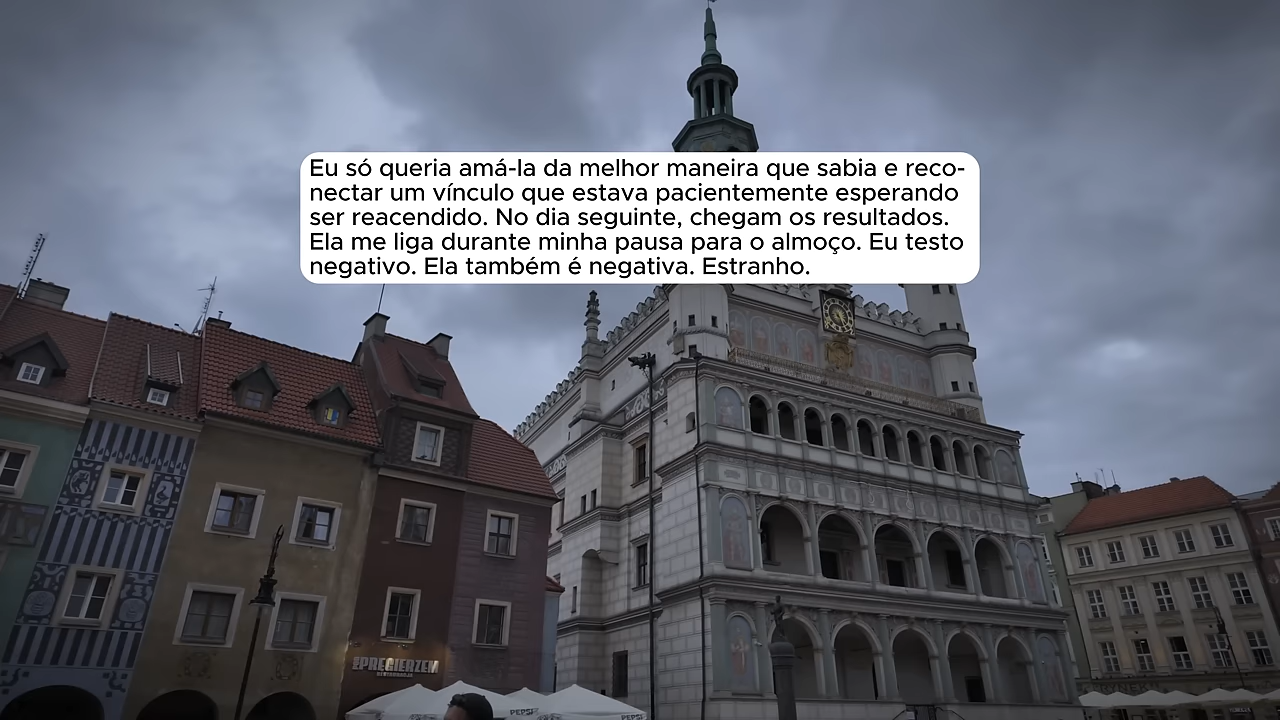 Eu só queria amá-la da melhor maneira que sabia e reco-
nectar um vínculo que estava pacientemente esperando
ser reacendido. No dia seguinte, chegam os resultados.
Ela me liga durante minha pausa para o almoço. Eu testo
negativo. Ela também é negativa. Estranho.
PEPSI
PEPSI